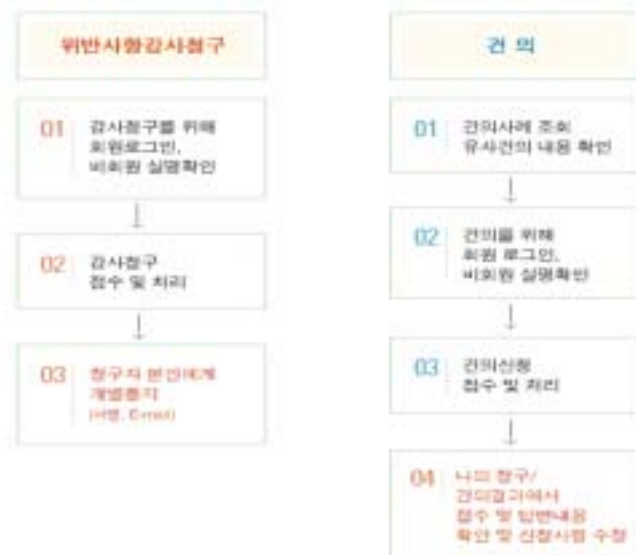 위반사항감사청구
01 감사청구를 위해
회원로그인,
비회원 실명확인
02 감사청구
접수 및 처리
03 청구자 본인에게
개별통지
(서면, E-mail)
건 의
01 건의사례 조회
유사건의 내용 확인
02 건의를 위해
회원 로그인,
비회원 실명확인
03 건의신청
접수 및 처리
04 나의 청구/
건의결과에서
접수 및 답변내용
확인 및 신청사항 수정